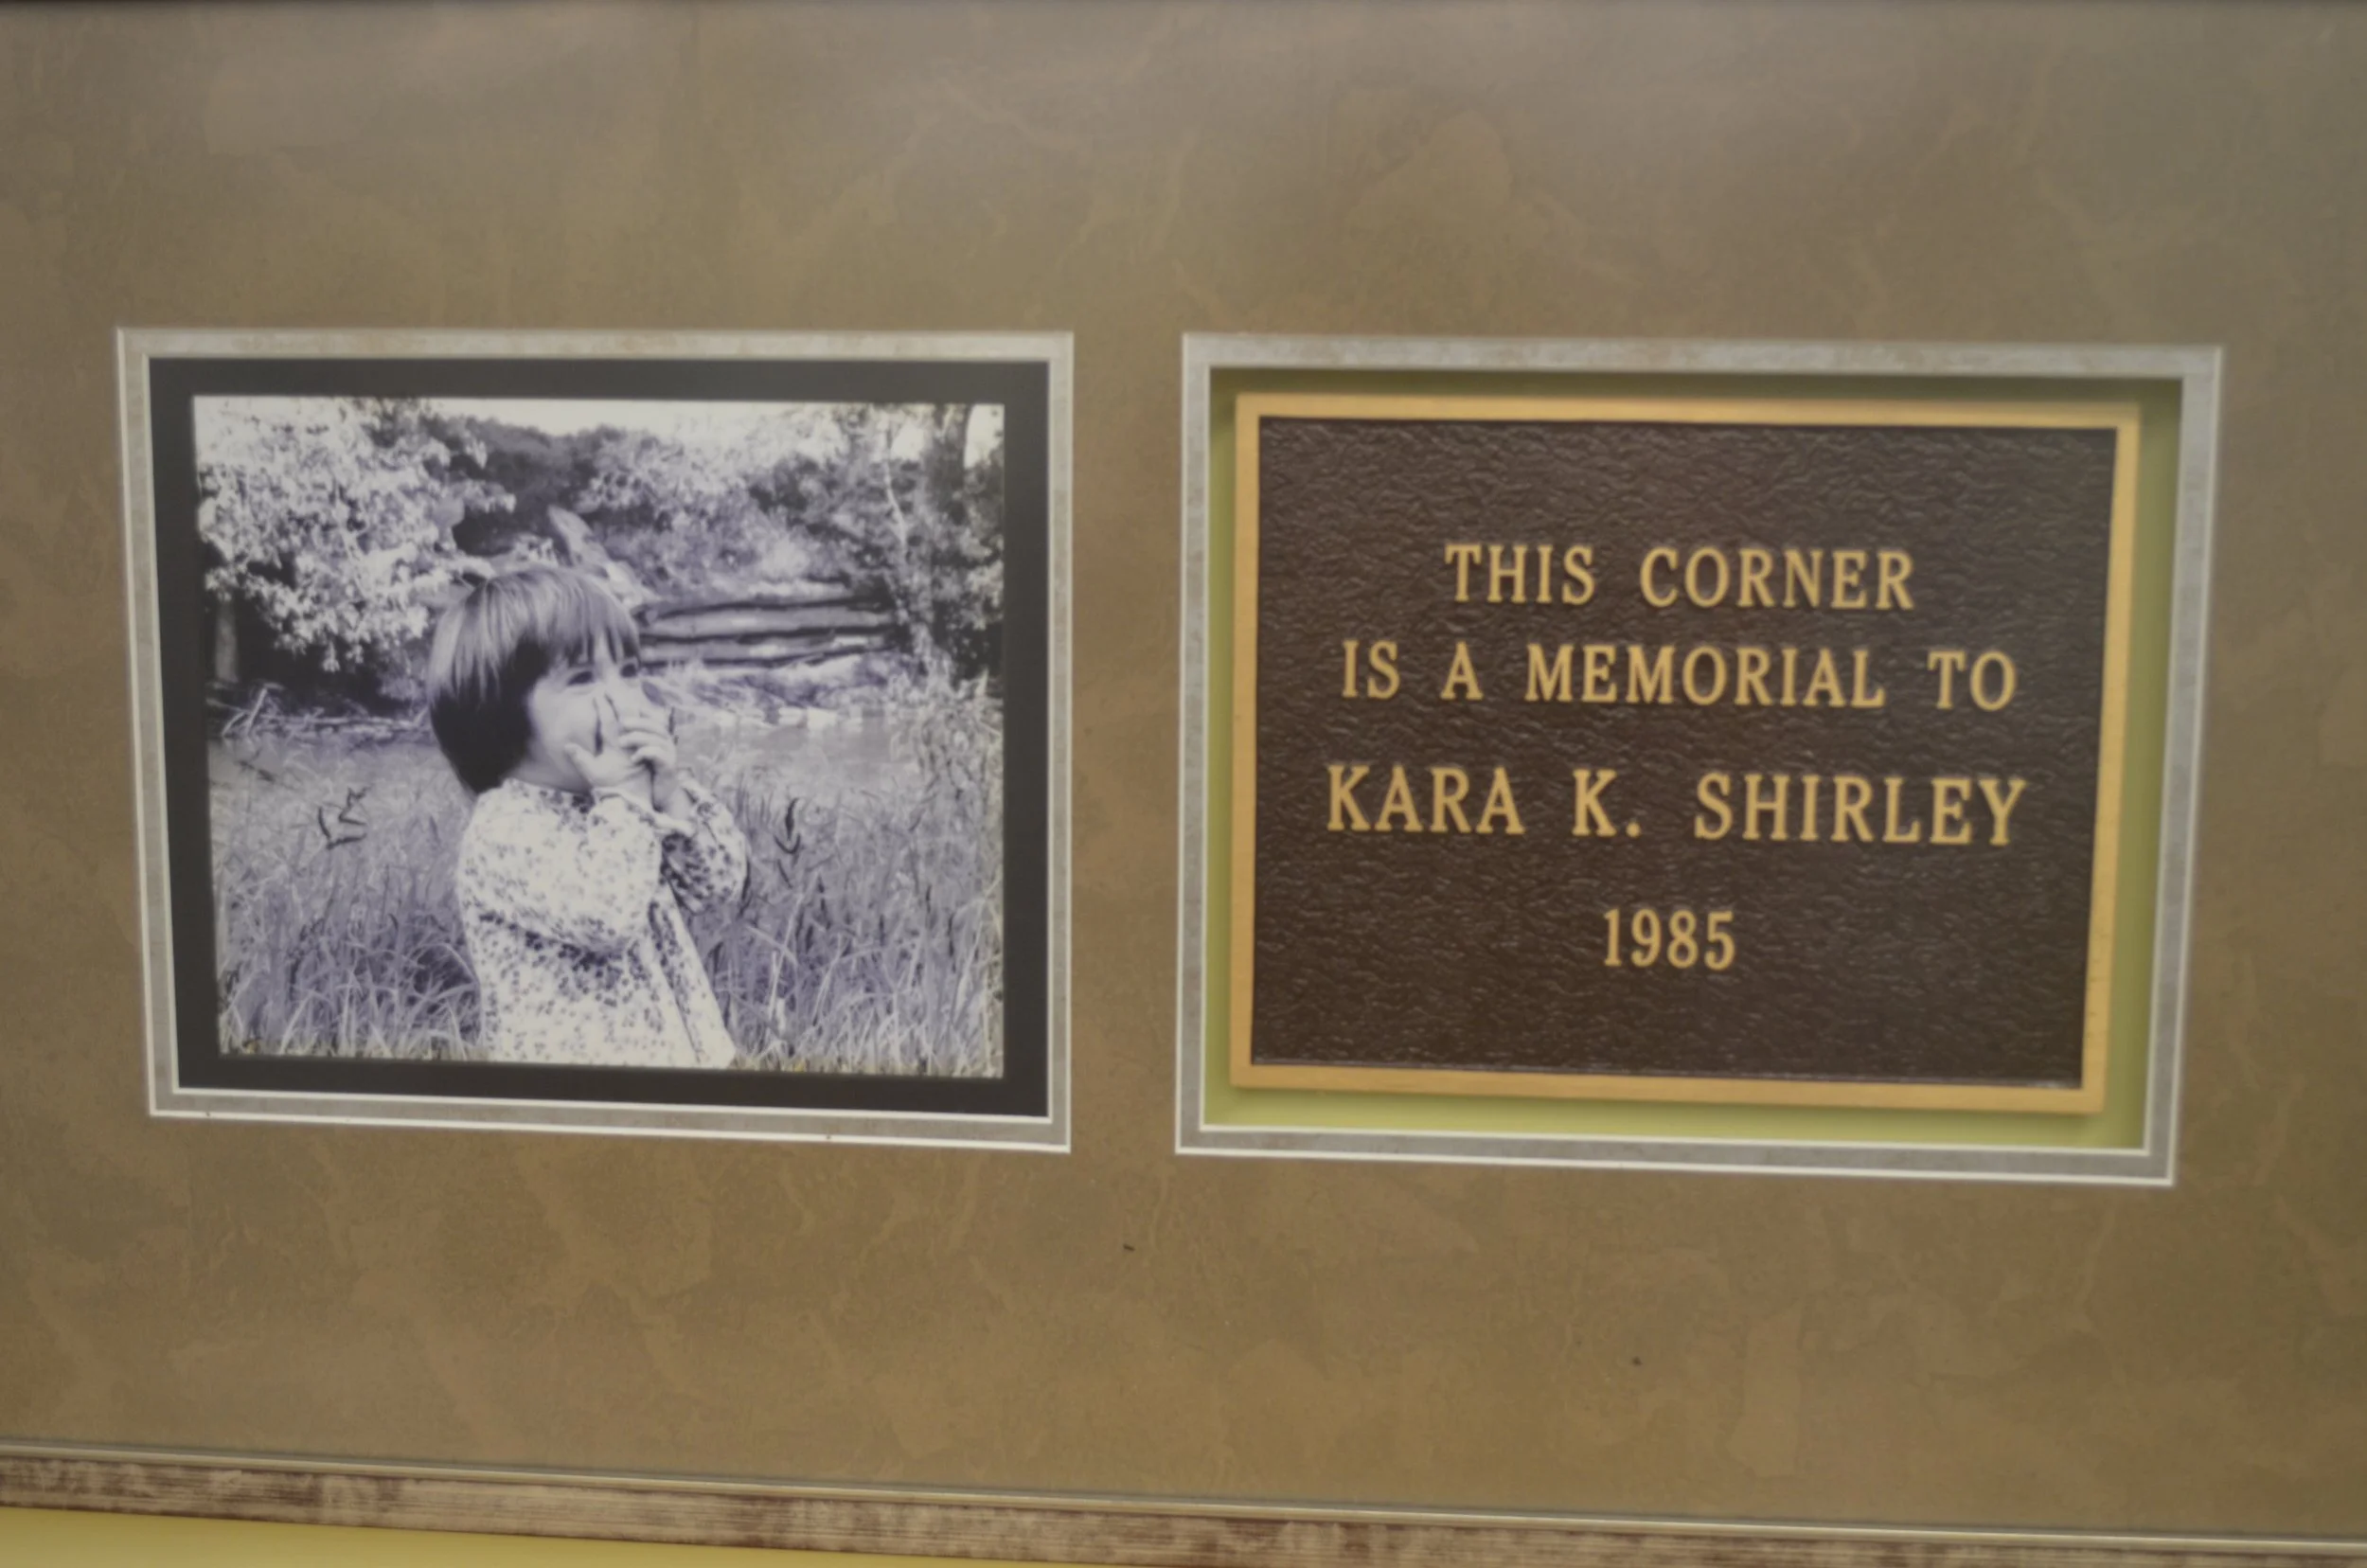 THIS CORNER
IS A MEMORIAL TO
KARA K. SHIRLEY
1985